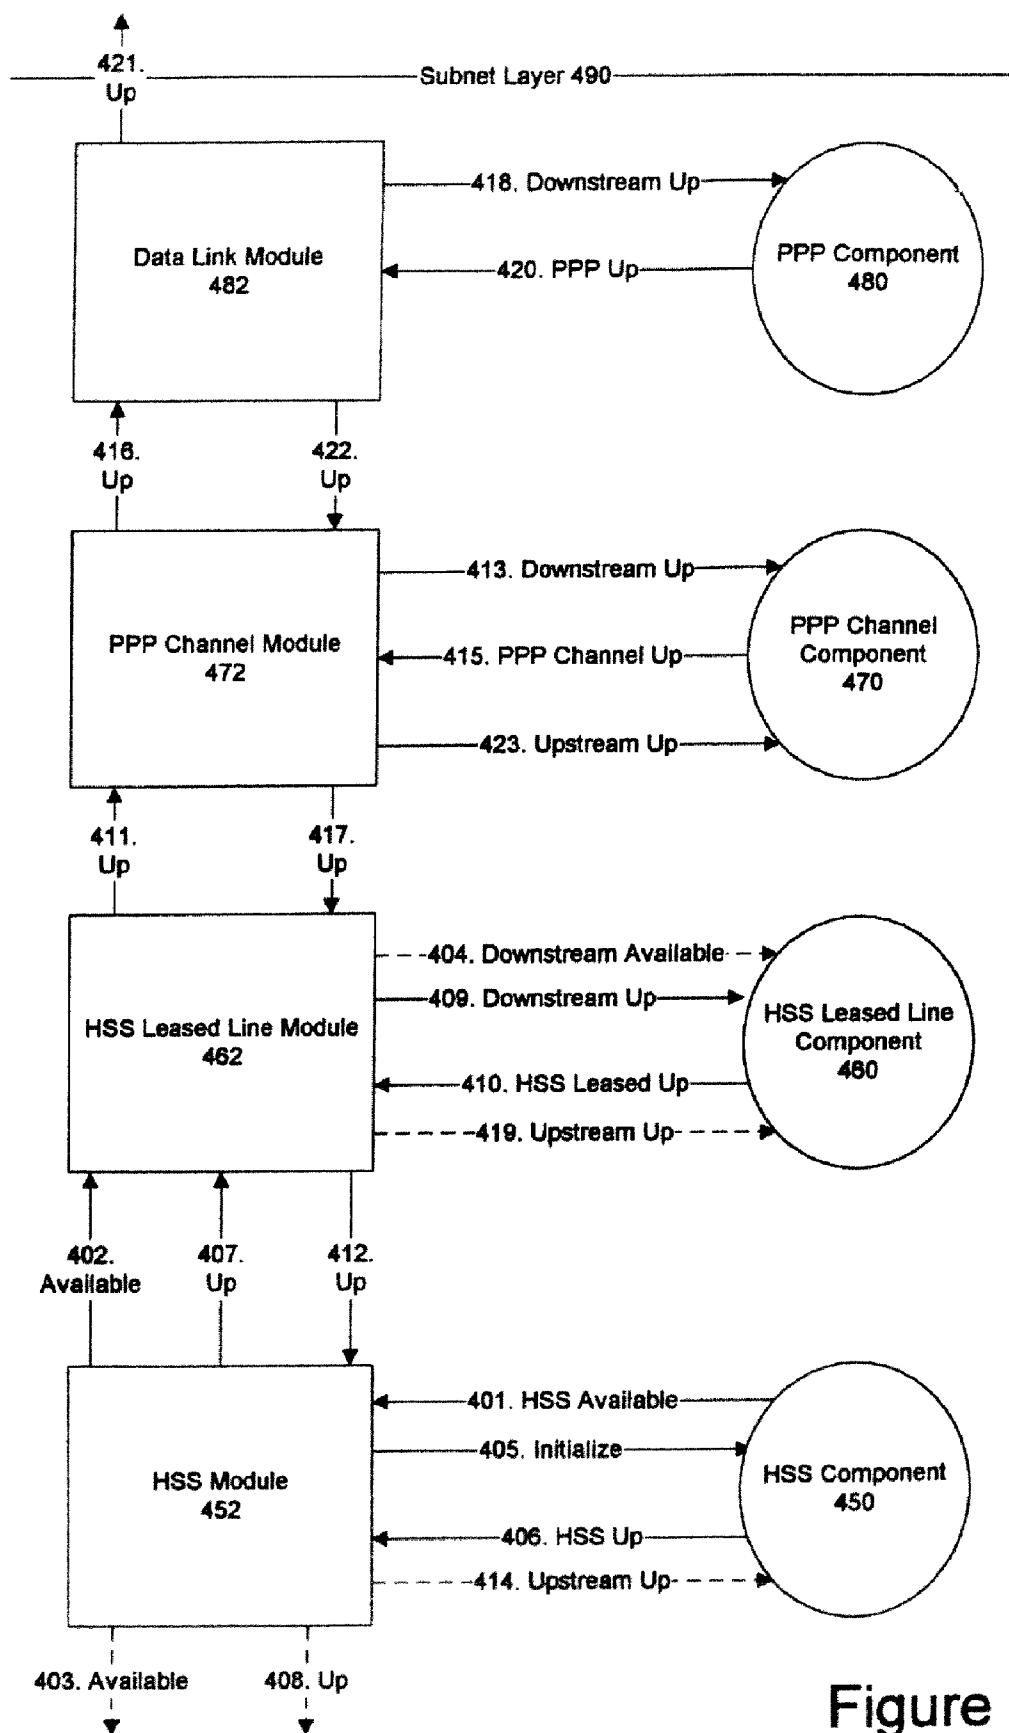 421.
Up
Subnet Layer 490
418. Downstream Up
Data Link Module
482
420. PPP Up
PPP Component
480
416.
Up
422.
Up
413. Downstream Up
PPP Channel Module
472
415. PPP Channel Up
PPP Channel
Component
470
423. Upstream Up
411.
Up
417.
Up
404. Downstream Available
409. Downstream Up
HSS Leased Line Module
462
HSS Leased Line
Component
460
410. HSS Leased Up
419. Upstream Up
402.
Available
407.
Up
412.
Up
401. HSS Available
405. Initialize
HSS Module
452
HSS Component
450
406. HSS Up
414. Upstream Up
403. Available
408. Up
Figure